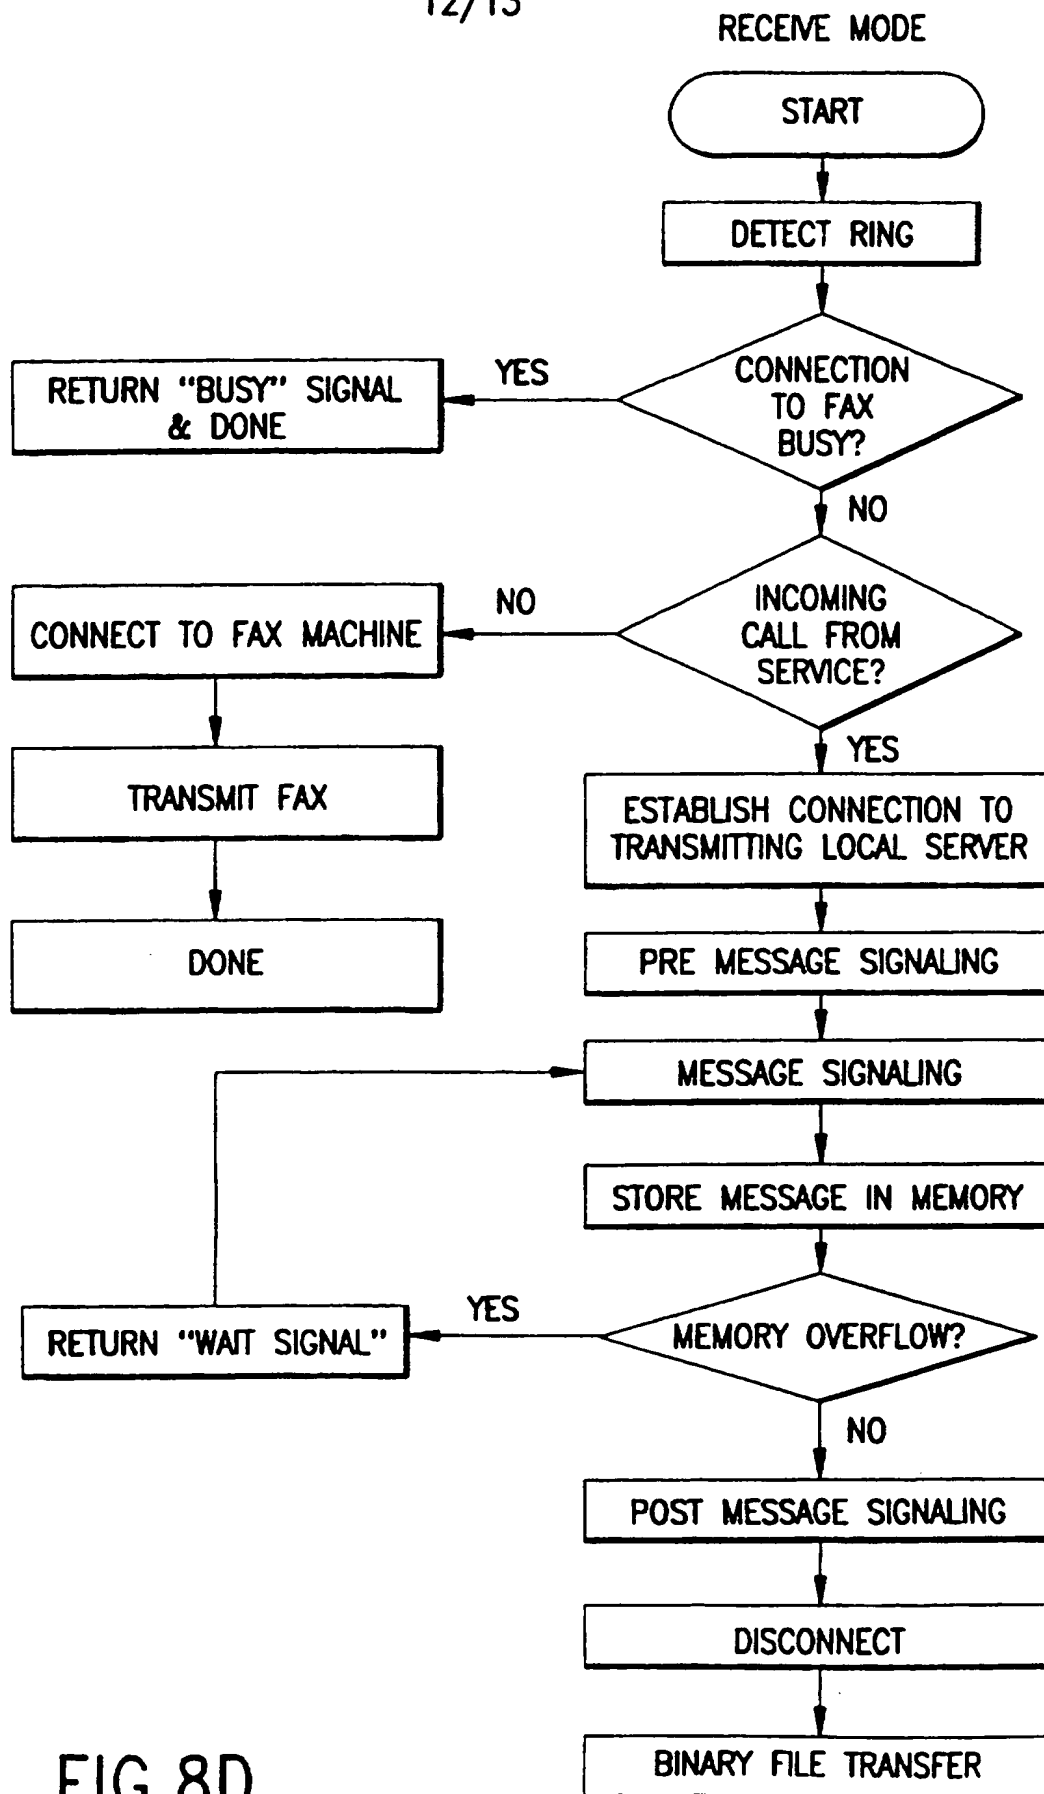 12/13
RECEIVE MODE
START
DETECT RING
CONNECTION
TO FAX
BUSY?
YES
RETURN "BUSY" SIGNAL
& DONE
NO
INCOMING
CALL FROM
SERVICE?
NO
CONNECT TO FAX MACHINE
TRANSMIT FAX
DONE
YES
ESTABLISH CONNECTION TO
TRANSMITTING LOCAL SERVER
PRE MESSAGE SIGNALING
MESSAGE SIGNALING
STORE MESSAGE IN MEMORY
MEMORY OVERFLOW?
YES
RETURN "WAIT SIGNAL"
NO
POST MESSAGE SIGNALING
DISCONNECT
BINARY FILE TRANSFER
FIG. 8D